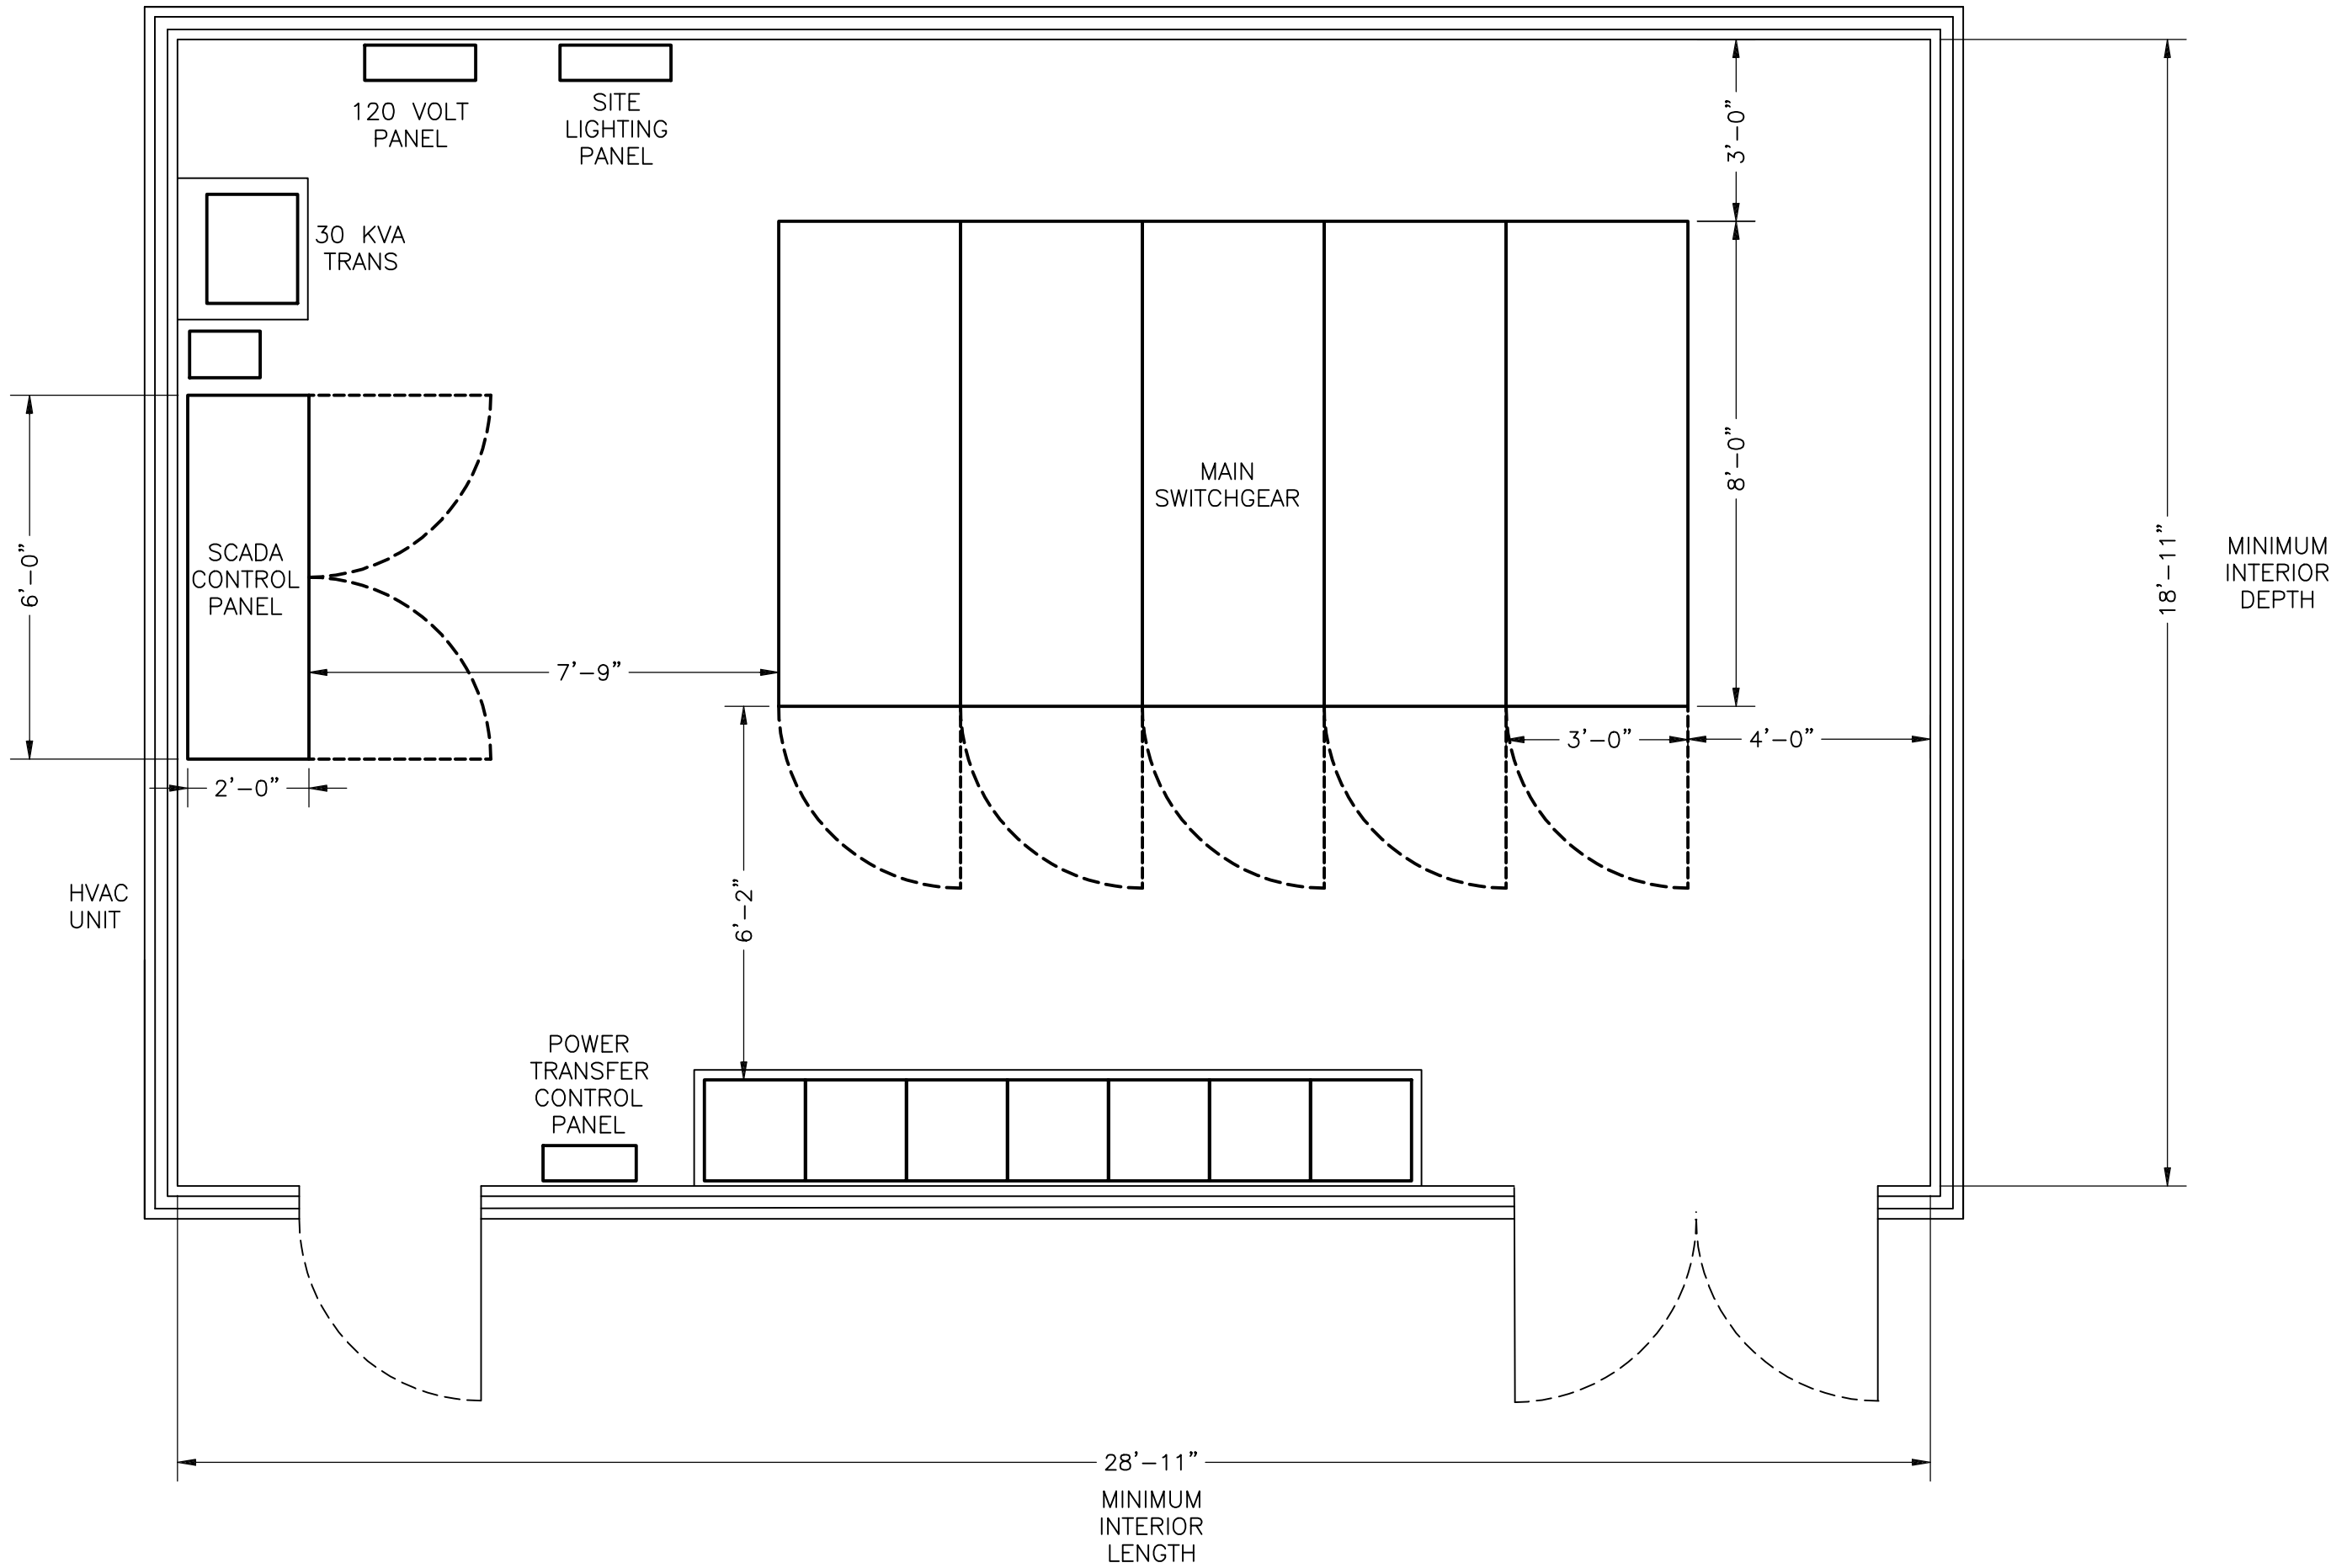 120 VOLT
PANEL
SITE
LIGHTING
PANEL
3'-0"
30 KVA
TRANS
MAIN
SWITCHGEAR
8'-0"
SCADA
CONTROL
PANEL
6'-0"
18'-11"
MINIMUM
INTERIOR
DEPTH
7'-9"
3'-0"
4'-0"
2'-0"
HVAC
UNIT
6'-2"
POWER
TRANSFER
CONTROL
PANEL
28'-11"
MINIMUM
INTERIOR
LENGTH